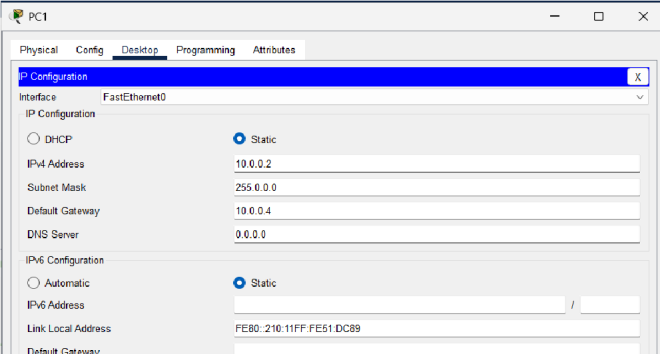 PC1
Physical Config Desktop Programming Attributes
IP Configuration X
Interface FastEthernet0
IP Configuration
DHCP Static
IPv4 Address 10.0.0.2
Subnet Mask 255.0.0.0
Default Gateway 10.0.0.4
DNS Server 0.0.0.0
IPv6 Configuration
Automatic Static
IPv6 Address /
Link Local Address FE80::210:11FF:FE51:DC89
Default Gateway